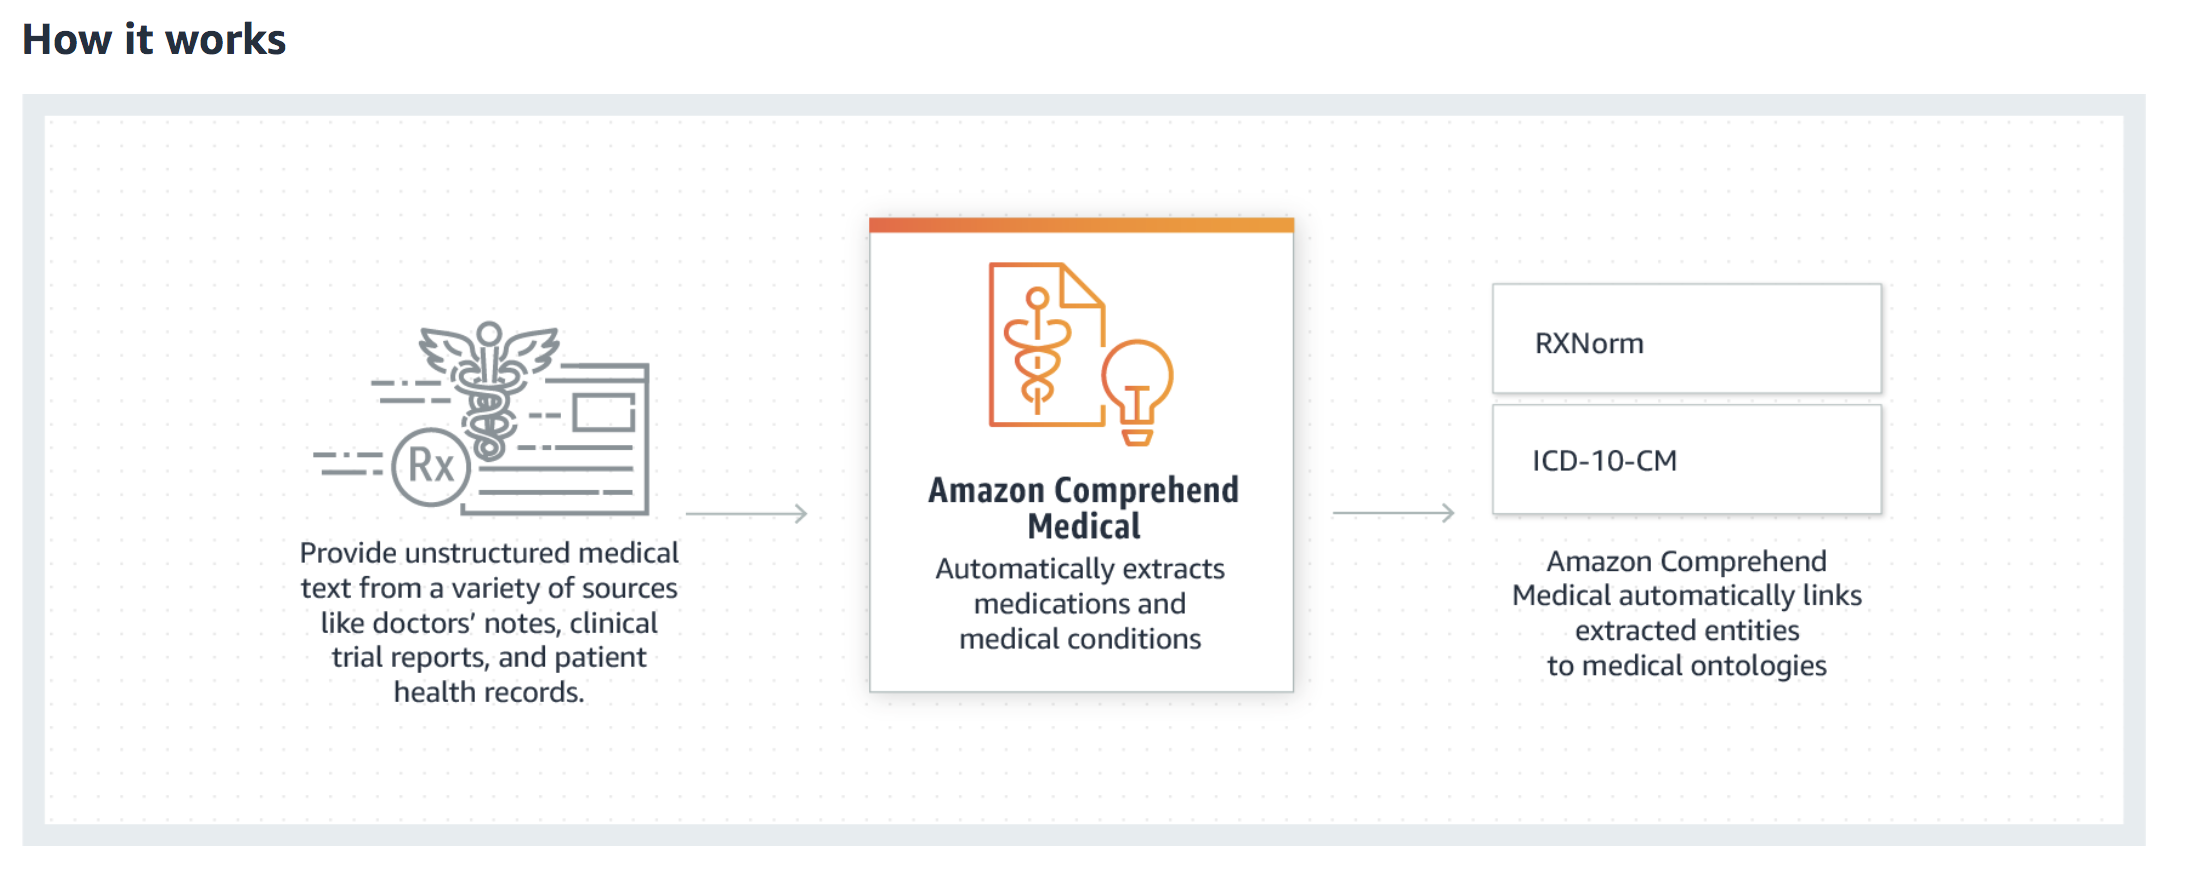 How it works
Rx
Provide unstructured medical
text from a variety of sources
like doctors’ notes, clinical
trial reports, and patient
health records.
Amazon Comprehend
Medical
Automatically extracts
medications and
medical conditions
RXNorm
ICD-10-CM
Amazon Comprehend
Medical automatically links
extracted entities
to medical ontologies